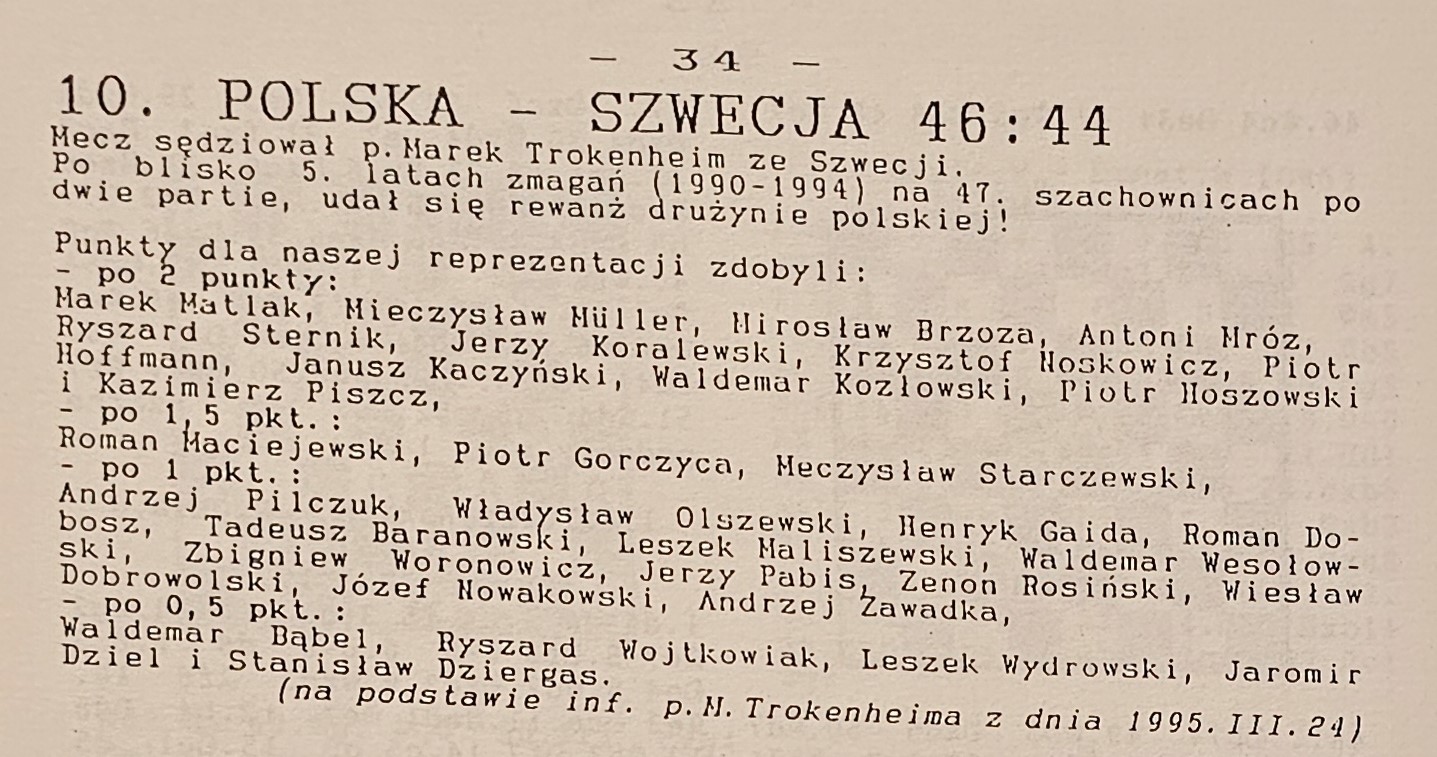 - 34 -
10. POLSKA - SZWECJA 46:44
Mecz sędziował p.Marek Trokenheim ze Szwecji.
Po blisko 5. latach zmagań (1990-1994) na 47. szachownicach po
dwie partie, udał się rewanż drużynie polskiej!
Punkty dla naszej reprezentacji zdobyli:
- po 2 punkty:
Marek Matlak, Mieczysław Müller, Mirosław Brzoza, Antoni Mróz,
Ryszard Sternik, Jerzy Koralewski, Krzysztof Moskowicz, Piotr
Hoffmann, Janusz Kaczyński, Waldemar Kozłowski, Piotr Moszowski
i Kazimierz Piszcz,
- po 1,5 pkt.:
Roman Maciejewski, Piotr Gorczyca, Meczysław Starczewski,
- po 1 pkt.:
Andrzej Pilczuk, Władysław Olszewski, Henryk Gaida, Roman Do-
bosz, Tadeusz Baranowski, Leszek Maliszewski, Waldemar Wesołow-
ski, Zbigniew Woronowicz, Jerzy Pabis, Zenon Rosiński, Wiesław
Dobrowolski, Józef Nowakowski, Andrzej Zawadka,
- po 0,5 pkt.:
Waldemar Bąbel, Ryszard Wojtkowiak, Leszek Wydrowski, Jaromir
Dziel i Stanisław Dziergas.
(na podstawie inf. p.M.Trokenheima z dnia 1995.III.24)